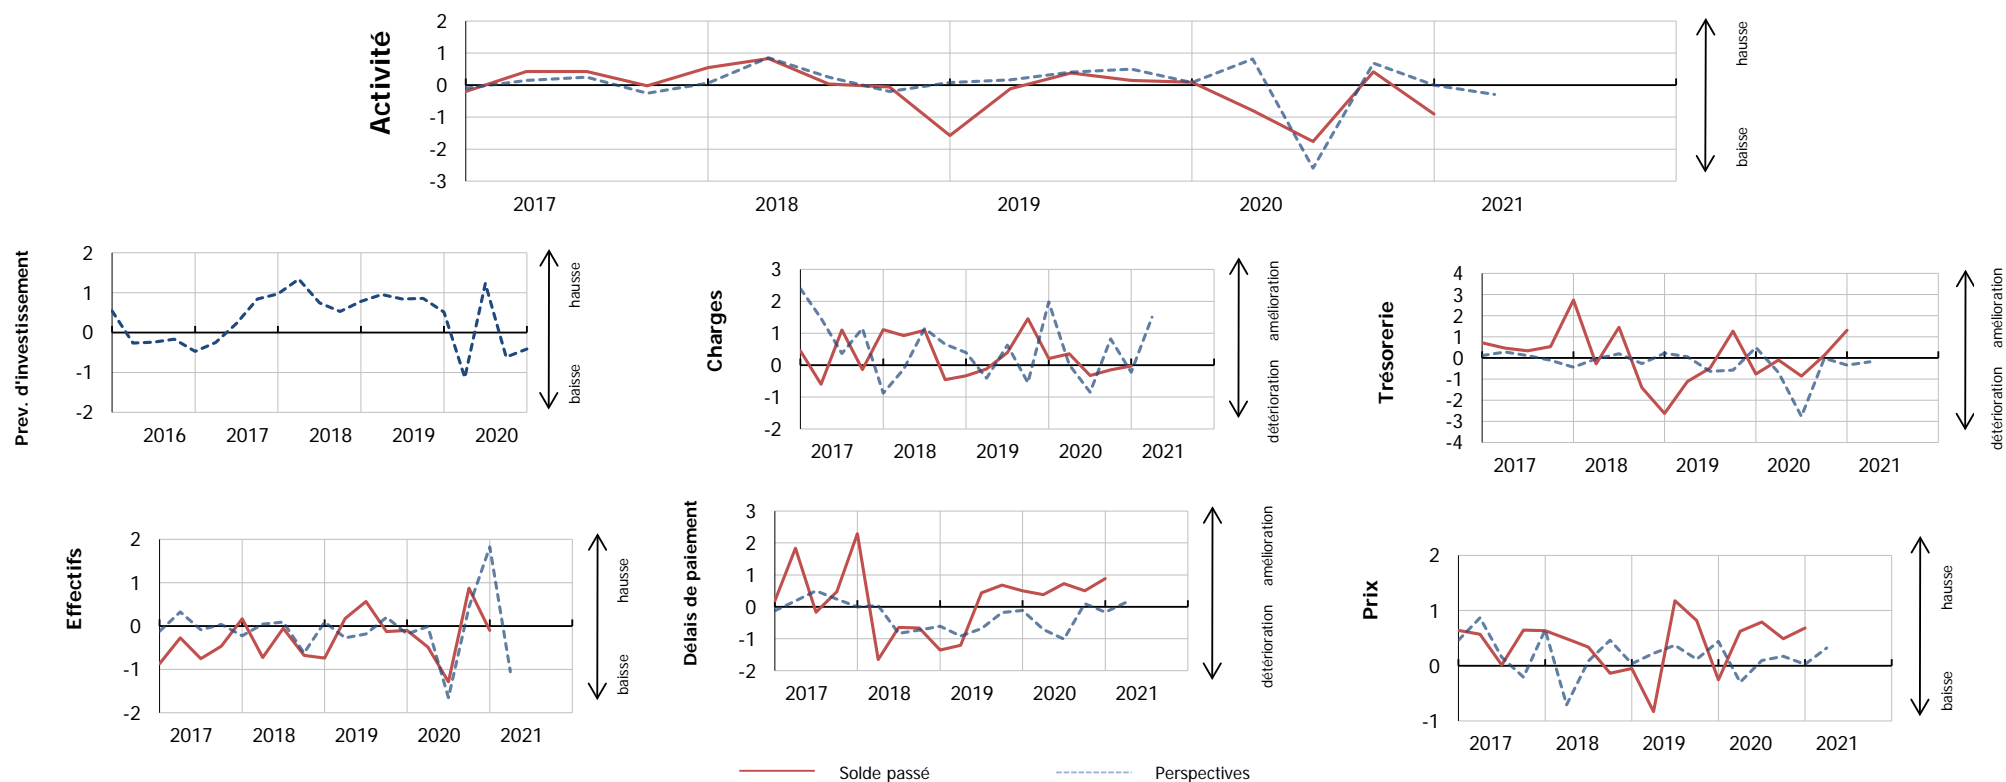 Activité
2
1
0
-1
-2
-3
2017 2018 2019 2020 2021
hausse
baisse
Prev. d'investissement
2
1
0
-1
-2
2016 2017 2018 2019 2020
hausse
baisse
Charges
3
2
1
0
-1
-2
2017 2018 2019 2020 2021
amélioration
détérioration
Trésorerie
4
3
2
1
0
-1
-2
-3
-4
2017 2018 2019 2020 2021
amélioration
détérioration
Effectifs
2
1
0
-1
-2
2017 2018 2019 2020 2021
hausse
baisse
Délais de paiement
3
2
1
0
-1
-2
2017 2018 2019 2020 2021
amélioration
détérioration
Prix
2
1
0
-1
2017 2018 2019 2020 2021
hausse
baisse
Solde passé Perspectives